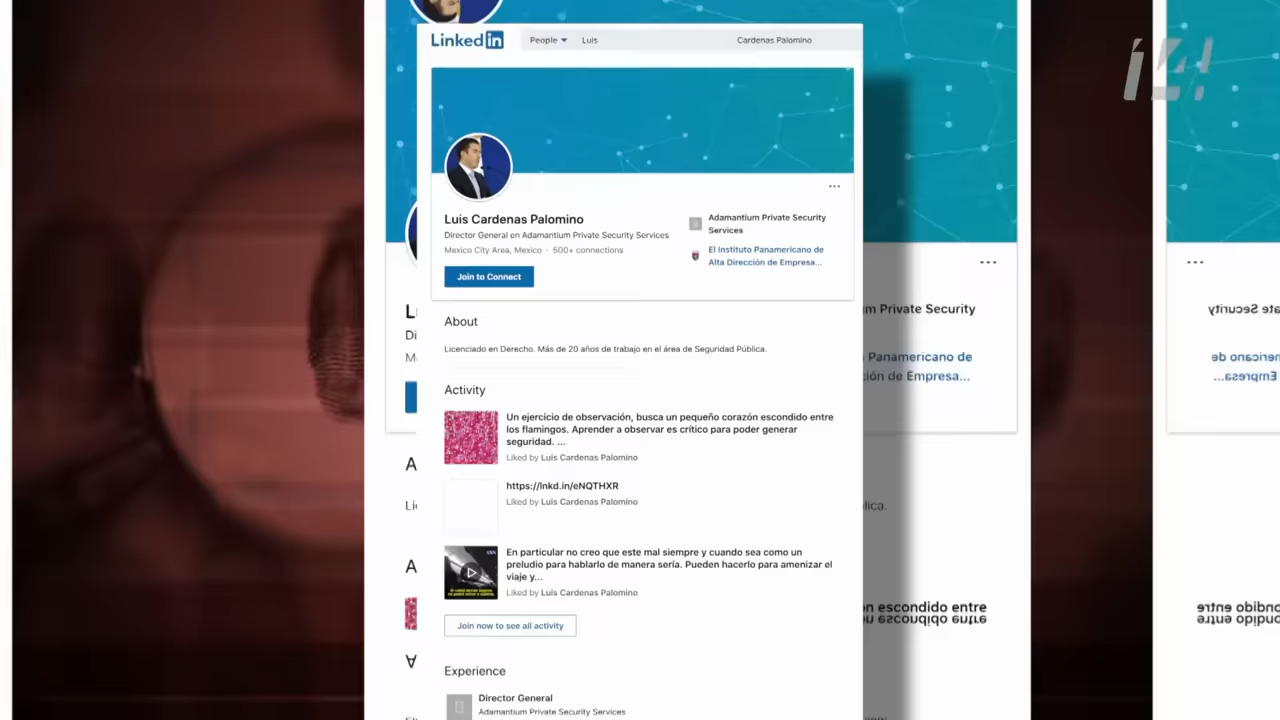 LinkedIn
People
Luis
Cardenas Palomino
Luis Cardenas Palomino
Director General en Adamantium Private Security Services
Mexico City Area, Mexico · 500+ connections
Join to Connect
Adamantium Private Security
Services
El Instituto Panamericano de
Alta Dirección de Empresa...
About
Licenciado en Derecho. Más de 20 años de trabajo en el área de Seguridad Pública.
Activity
Un ejercicio de observación, busca un pequeño corazón escondido entre
los flamingos. Aprender a observar es crítico para poder generar
seguridad. ...
Liked by Luis Cardenas Palomino
https://lnkd.in/eNQTHXR
Liked by Luis Cardenas Palomino
En particular no creo que este mal siempre y cuando sea como un
preludio para hablarlo de manera sería. Pueden hacerlo para amenizar el
viaje y...
Liked by Luis Cardenas Palomino
Join now to see all activity
Experience
Director General
Adamantium Private Security Services
m Private Security
Panamericano de
ión de Empresa...
lica.
n escondido entre